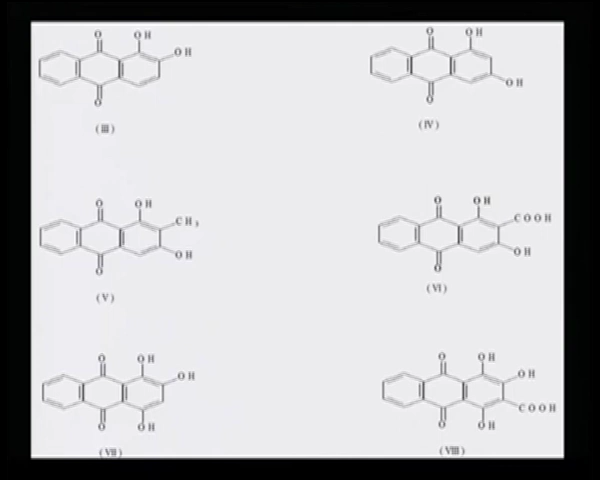 O OH OH O
(III)
O OH OH O
(IV)
O OH CH3 OH O
(V)
O OH COOH OH O
(VI)
O OH OH OH O
(VII)
O OH OH COOH OH O
(VIII)